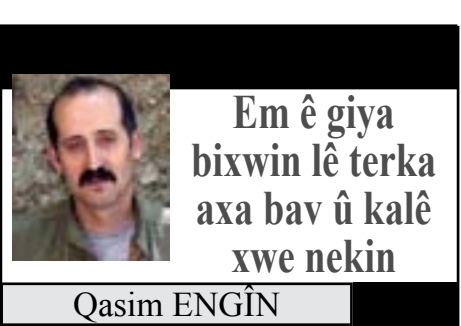 Em ê giya
bixwin lê terka
axa bav û kalê
xwe nekin
Qasim ENGÎN